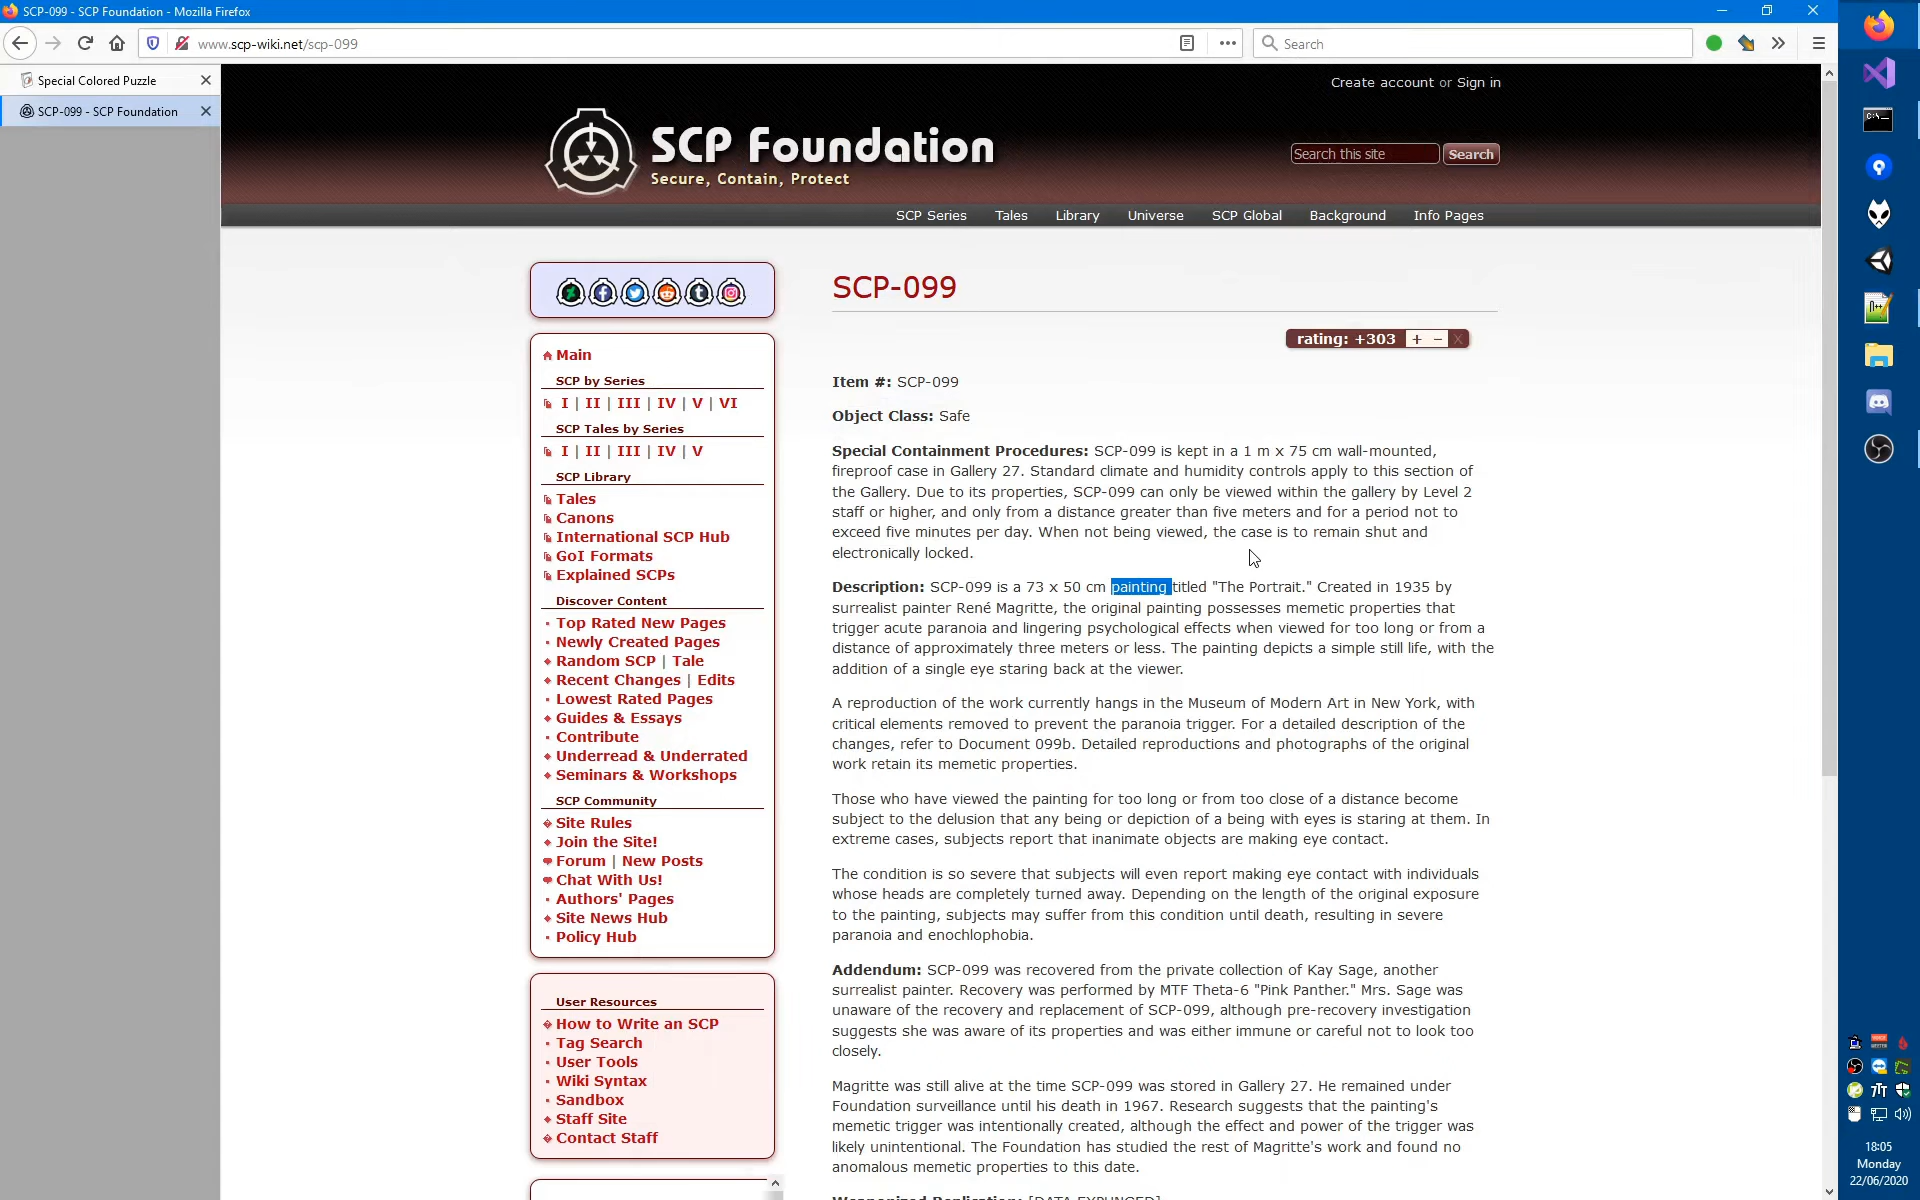 SCP-099 - SCP Foundation - Mozilla Firefox
www.scp-wiki.net/scp-099
Search
Special Colored Puzzle
SCP-099 - SCP Foundation
Create account or Sign in
SCP Foundation
Secure, Contain, Protect
Search this site
Search
SCP Series
Tales
Library
Universe
SCP Global
Background
Info Pages
Main
SCP by Series
I | II | III | IV | V | VI
SCP Tales by Series
I | II | III | IV | V
SCP Library
Tales
Canons
International SCP Hub
GoI Formats
Explained SCPs
Discover Content
Top Rated New Pages
Newly Created Pages
Random SCP | Tale
Recent Changes | Edits
Lowest Rated Pages
Guides & Essays
Contribute
Underread & Underrated
Seminars & Workshops
SCP Community
Site Rules
Join the Site!
Forum | New Posts
Chat With Us!
Authors' Pages
Site News Hub
Policy Hub
User Resources
How to Write an SCP
Tag Search
User Tools
Wiki Syntax
Sandbox
Staff Site
Contact Staff
SCP-099
rating: +303 + – X
Item #: SCP-099
Object Class: Safe
Special Containment Procedures: SCP-099 is kept in a 1 m x 75 cm wall-mounted,
fireproof case in Gallery 27. Standard climate and humidity controls apply to this section of
the Gallery. Due to its properties, SCP-099 can only be viewed within the gallery by Level 2
staff or higher, and only from a distance greater than five meters and for a period not to
exceed five minutes per day. When not being viewed, the case is to remain shut and
electronically locked.
Description: SCP-099 is a 73 x 50 cm painting titled "The Portrait." Created in 1935 by
surrealist painter René Magritte, the original painting possesses memetic properties that
trigger acute paranoia and lingering psychological effects when viewed for too long or from a
distance of approximately three meters or less. The painting depicts a simple still life, with the
addition of a single eye staring back at the viewer.
A reproduction of the work currently hangs in the Museum of Modern Art in New York, with
critical elements removed to prevent the paranoia trigger. For a detailed description of the
changes, refer to Document 099b. Detailed reproductions and photographs of the original
work retain its memetic properties.
Those who have viewed the painting for too long or from too close of a distance become
subject to the delusion that any being or depiction of a being with eyes is staring at them. In
extreme cases, subjects report that inanimate objects are making eye contact.
The condition is so severe that subjects will even report making eye contact with individuals
whose heads are completely turned away. Depending on the length of the original exposure
to the painting, subjects may suffer from this condition until death, resulting in severe
paranoia and enochlophobia.
Addendum: SCP-099 was recovered from the private collection of Kay Sage, another
surrealist painter. Recovery was performed by MTF Theta-6 "Pink Panther." Mrs. Sage was
unaware of the recovery and replacement of SCP-099, although pre-recovery investigation
suggests she was aware of its properties and was either immune or careful not to look too
closely.
Magritte was still alive at the time SCP-099 was stored in Gallery 27. He remained under
Foundation surveillance until his death in 1967. Research suggests that the painting's
memetic trigger was intentionally created, although the effect and power of the trigger was
likely unintentional. The Foundation has studied the rest of Magritte's work and found no
anomalous memetic properties to this date.
Weaponized Replication: [DATA EXPUNGED]
18:05
Monday
22/06/2020